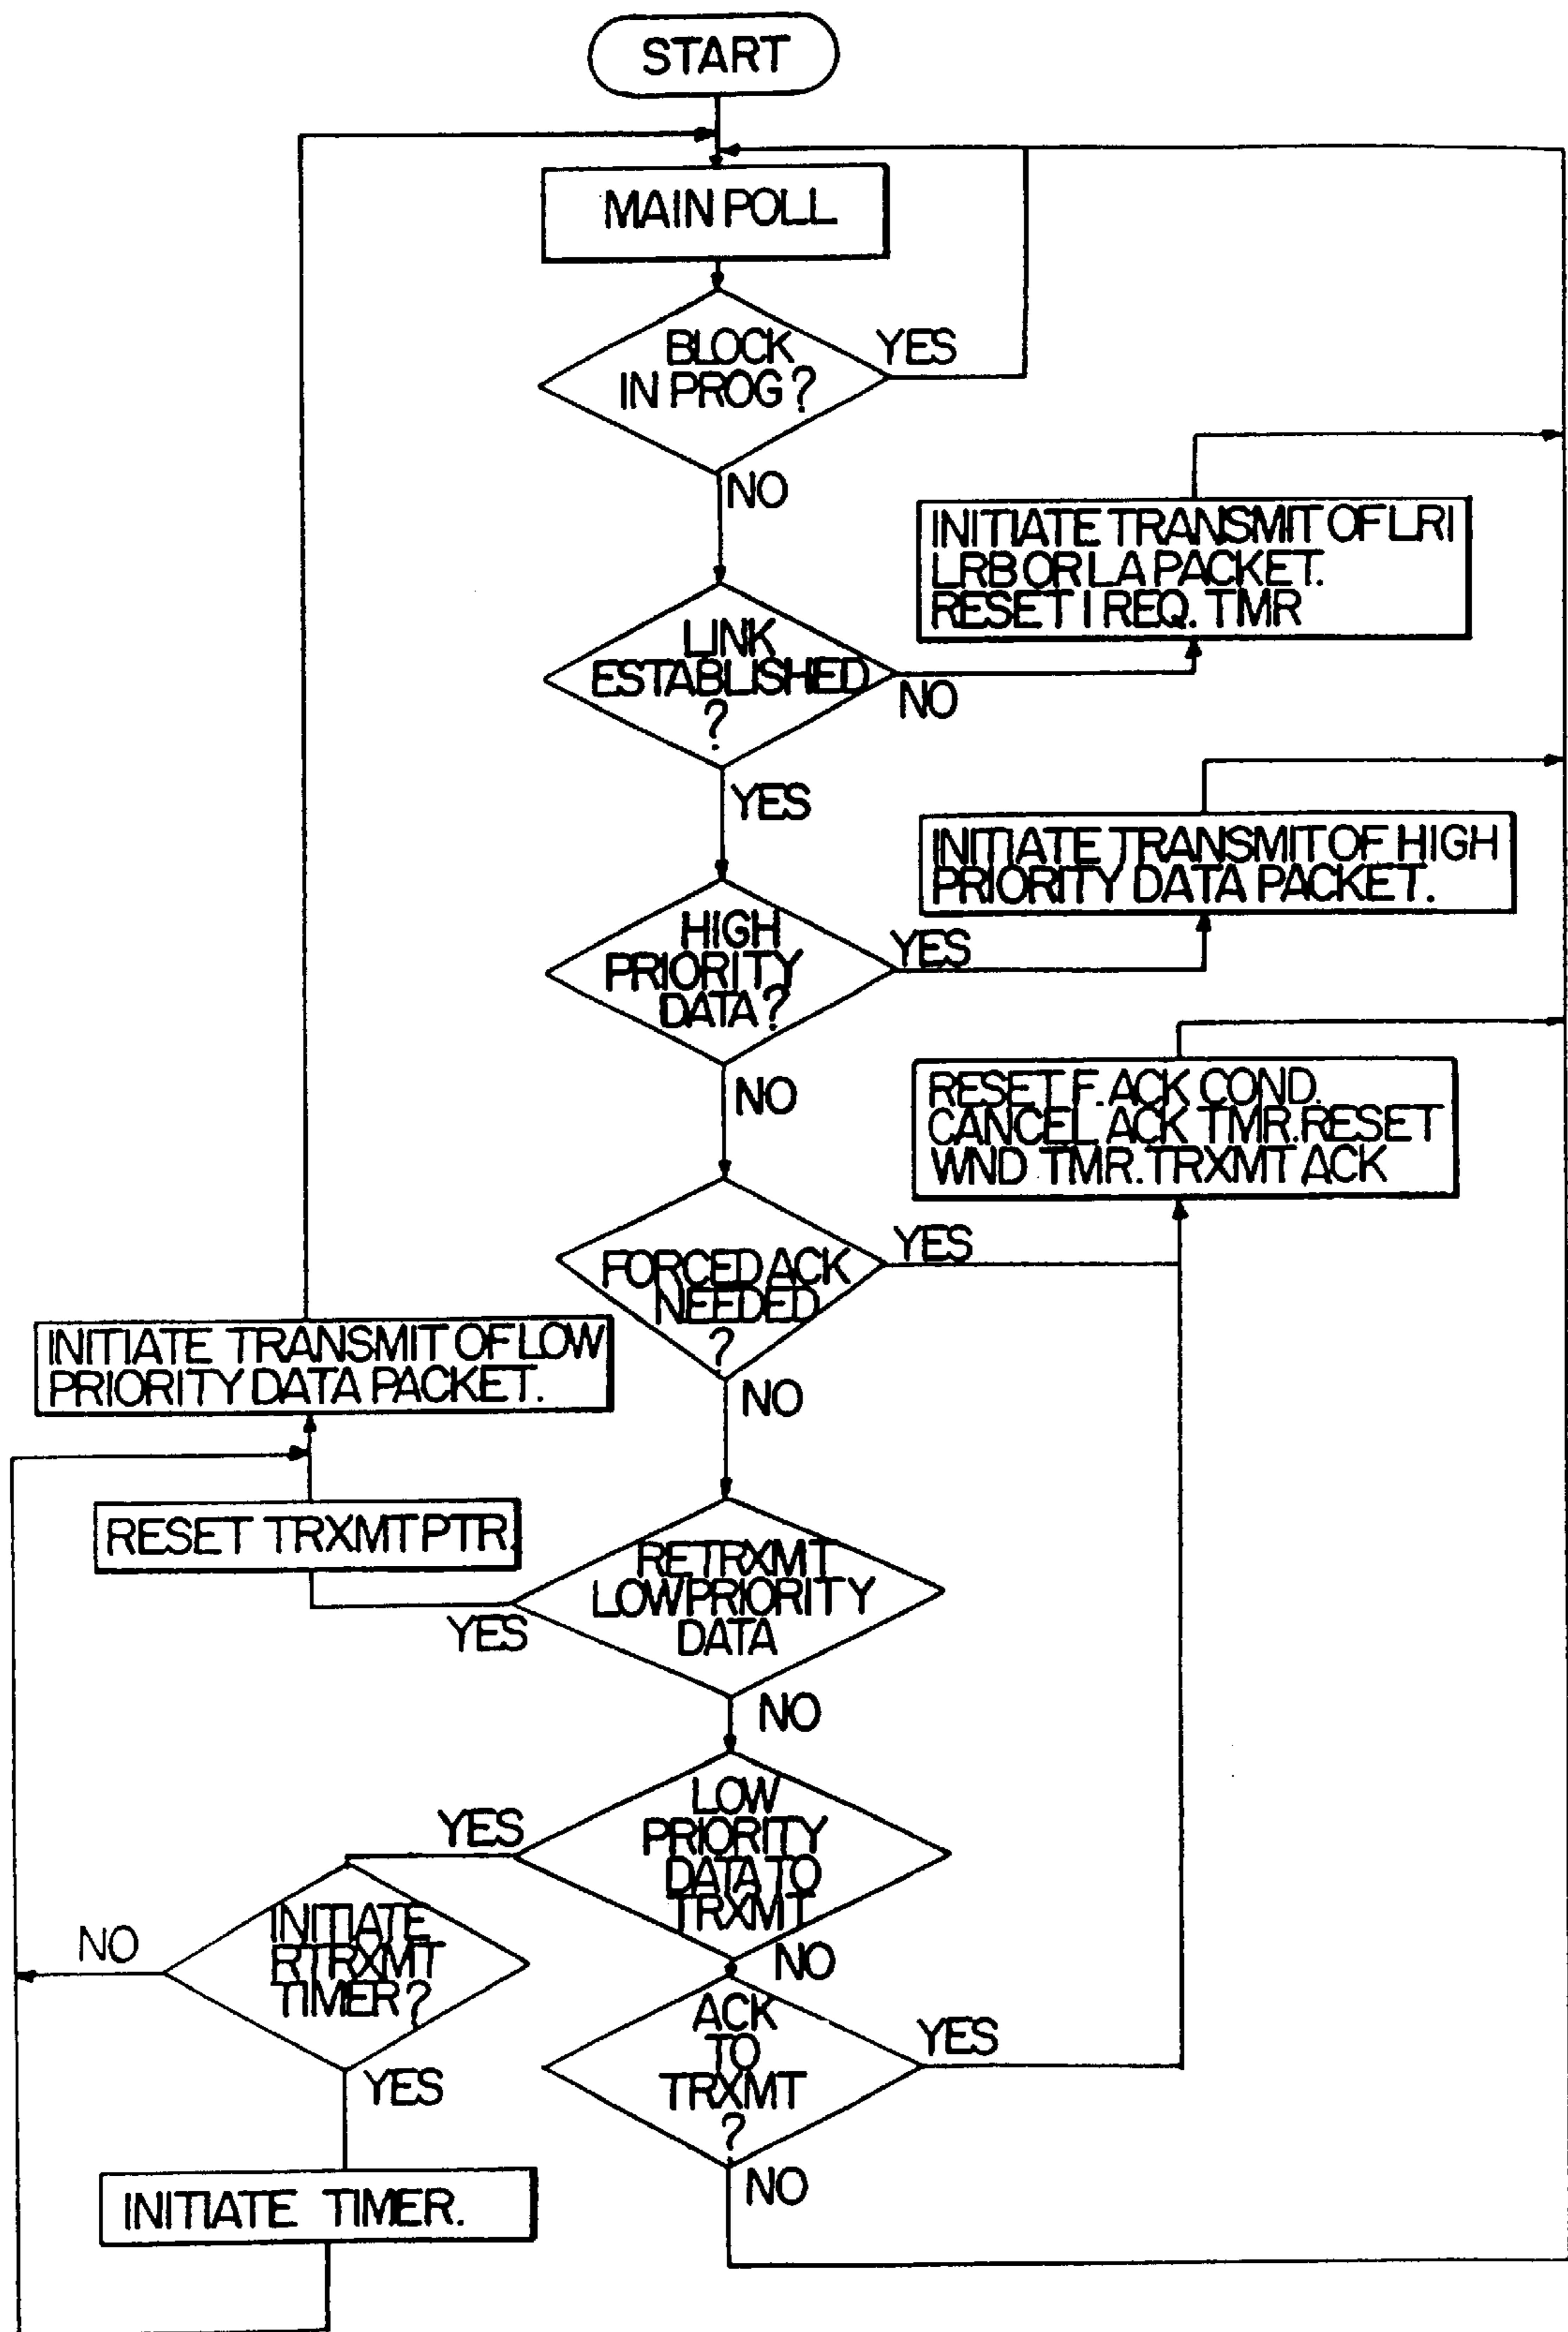 START
MAIN POLL
BLOCK
IN PROG?
YES
NO
INITIATE TRANSMIT OF LRI
LRB OR LA PACKET.
RESET I REQ. TMR
LINK
ESTABLISHED
?
NO
YES
INITIATE TRANSMIT OF HIGH
PRIORITY DATA PACKET.
HIGH
PRIORITY
DATA?
YES
NO
RESET F. ACK COND.
CANCEL ACK TMR. RESET
WND TMR. TRXMT ACK
FORCED ACK
NEEDED
?
YES
NO
INITIATE TRANSMIT OF LOW
PRIORITY DATA PACKET.
RESET TRXMT PTR.
RETRXMT
LOW PRIORITY
DATA
YES
NO
LOW
PRIORITY
DATA TO
TRXMT
YES
NO
INITIATE
RTRXMT
TIMER?
NO
YES
ACK
TO
TRXMT
?
YES
NO
INITIATE TIMER.